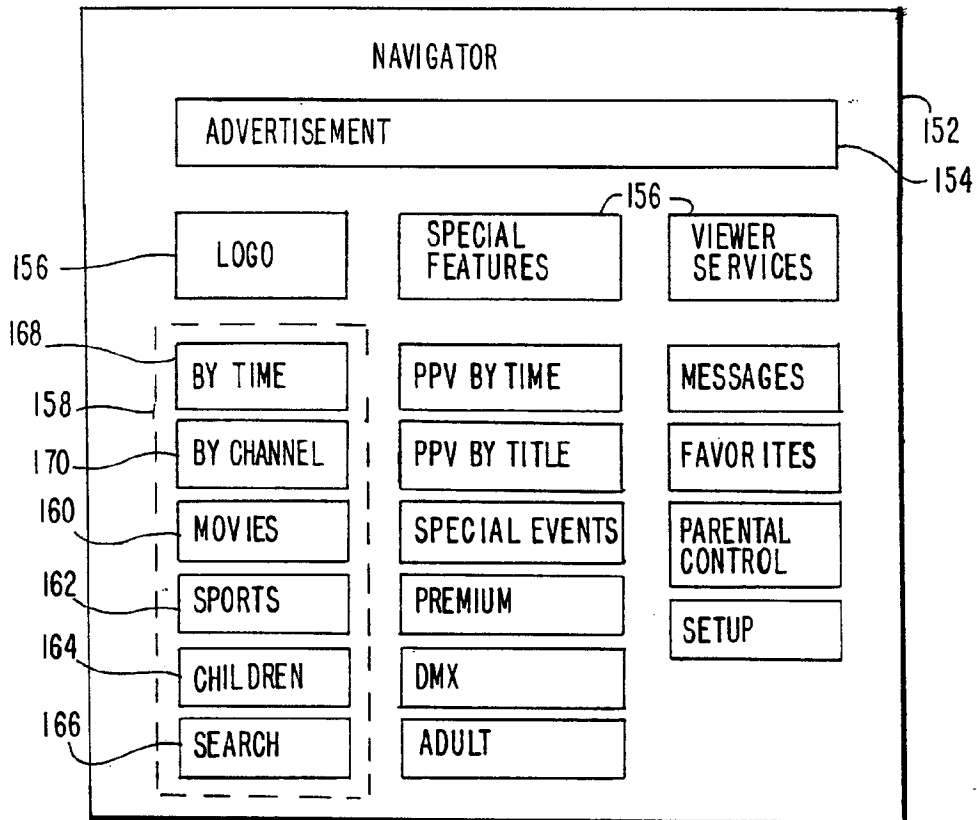 NAVIGATOR
ADVERTISEMENT
152
154
156
156
LOGO
SPECIAL
FEATURES
VIEWER
SERVICES
168
158
BY TIME
PPV BY TIME
MESSAGES
170
BY CHANNEL
PPV BY TITLE
FAVORITES
160
MOVIES
SPECIAL EVENTS
PARENTAL
CONTROL
162
SPORTS
PREMIUM
SETUP
164
CHILDREN
DMX
166
SEARCH
ADULT